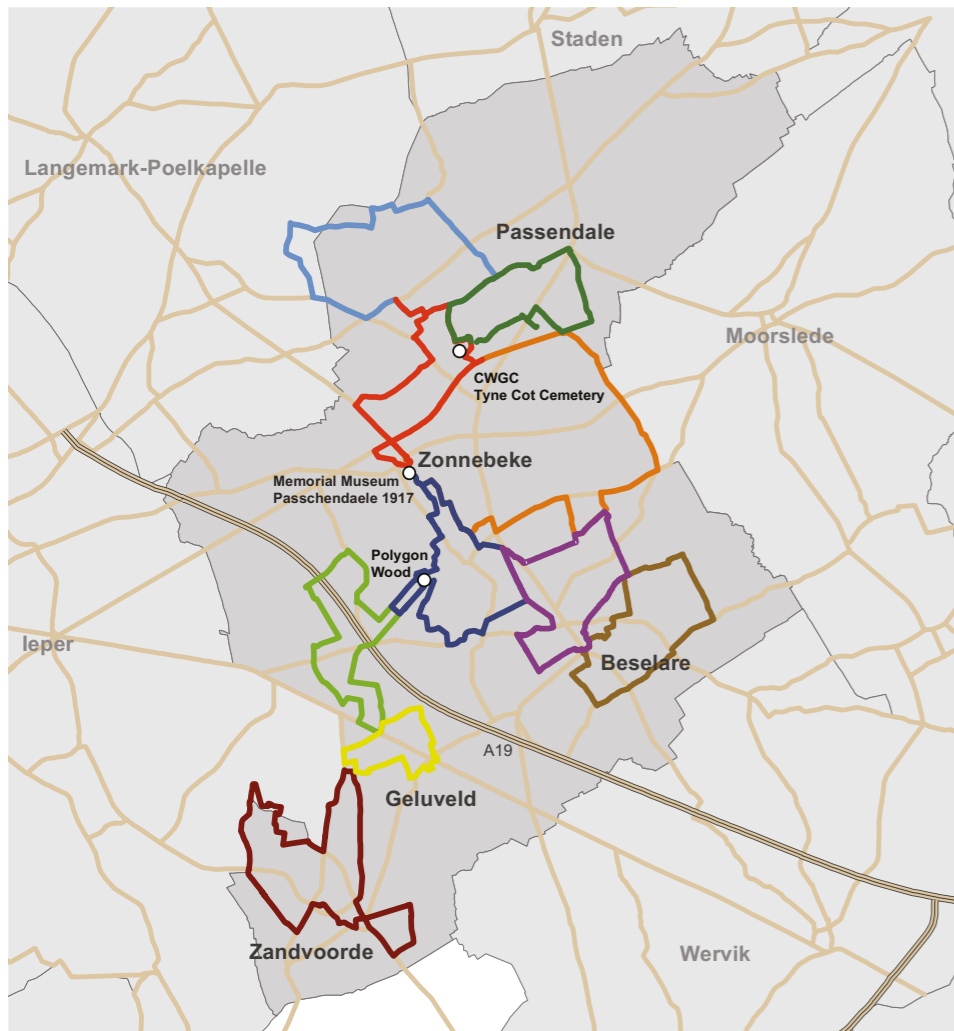 Staden
Langemark-Poelkapelle
Passendale
Moorslede
CWGC
Tyne Cot Cemetery
Zonnebeke
Memorial Museum
Passchendaele 1917
Polygon
Wood
Ieper
Beselare
A19
Geluveld
Zandvoorde
Wervik